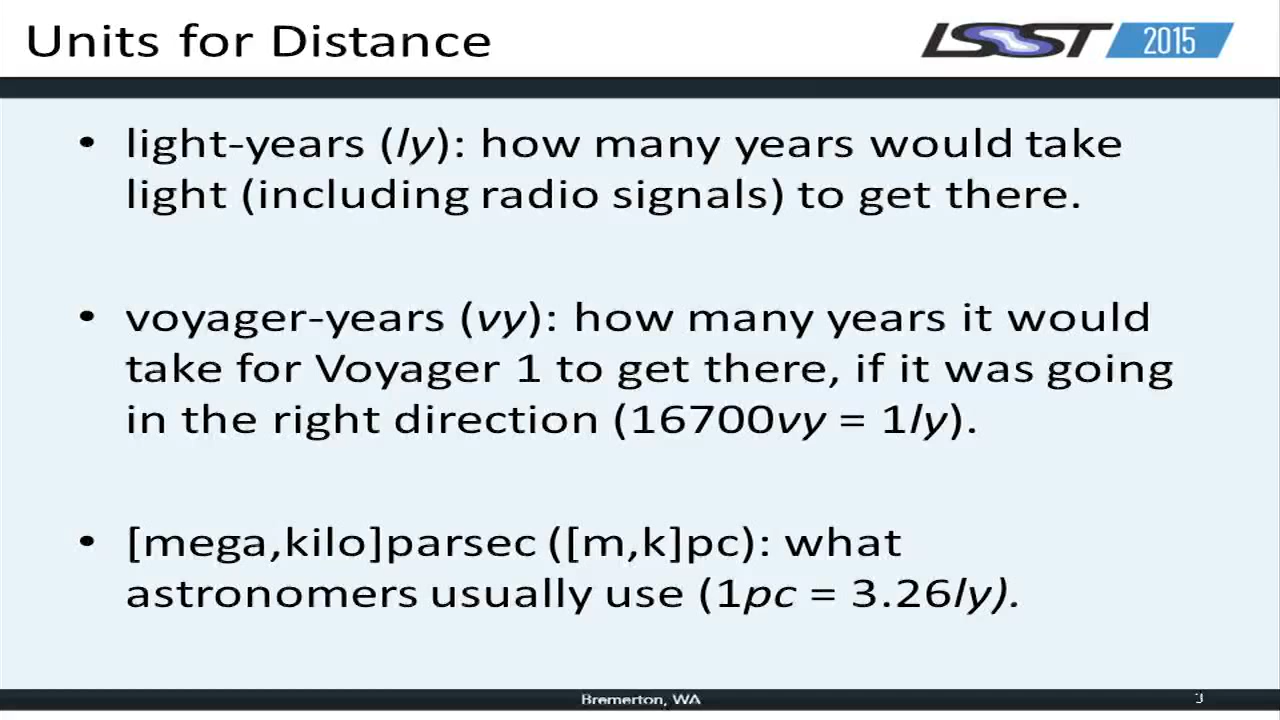 Units for Distance
LSST 2015
• light-years (ly): how many years would take
light (including radio signals) to get there.
• voyager-years (vy): how many years it would
take for Voyager 1 to get there, if it was going
in the right direction (16700vy = 1ly).
• [mega,kilo]parsec ([m,k]pc): what
astronomers usually use (1pc = 3.26ly).
Bremerton, WA
3